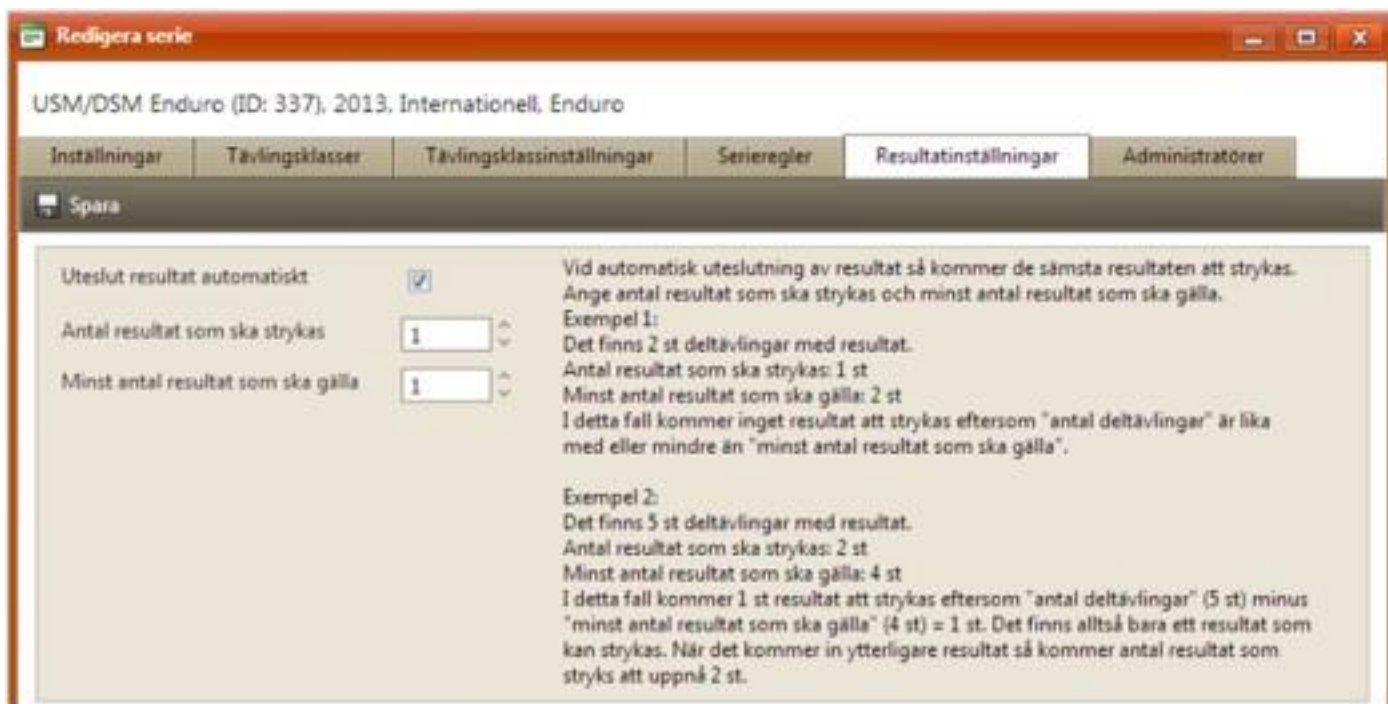 Redigera serie
USM/DSM Enduro (ID: 337), 2013, Internationell, Enduro
Inställningar Tävlingsklasser Tävlingsklassinställningar Serieregler Resultatinställningar Administratörer
Spara
Uteslut resultat automatiskt
Antal resultat som ska strykas 1
Minst antal resultat som ska gälla 1
Vid automatisk uteslutning av resultat så kommer de sämsta resultaten att strykas.
Ange antal resultat som ska strykas och minst antal resultat som ska gälla.
Exempel 1:
Det finns 2 st deltävlingar med resultat.
Antal resultat som ska strykas: 1 st
Minst antal resultat som ska gälla: 2 st
I detta fall kommer inget resultat att strykas eftersom "antal deltävlingar" är lika
med eller mindre än "minst antal resultat som ska gälla".
Exempel 2:
Det finns 5 st deltävlingar med resultat.
Antal resultat som ska strykas: 2 st
Minst antal resultat som ska gälla: 4 st
I detta fall kommer 1 st resultat att strykas eftersom "antal deltävlingar" (5 st) minus
"minst antal resultat som ska gälla" (4 st) = 1 st. Det finns alltså bara ett resultat som
kan strykas. När det kommer in ytterligare resultat så kommer antal resultat som
stryks att uppnå 2 st.